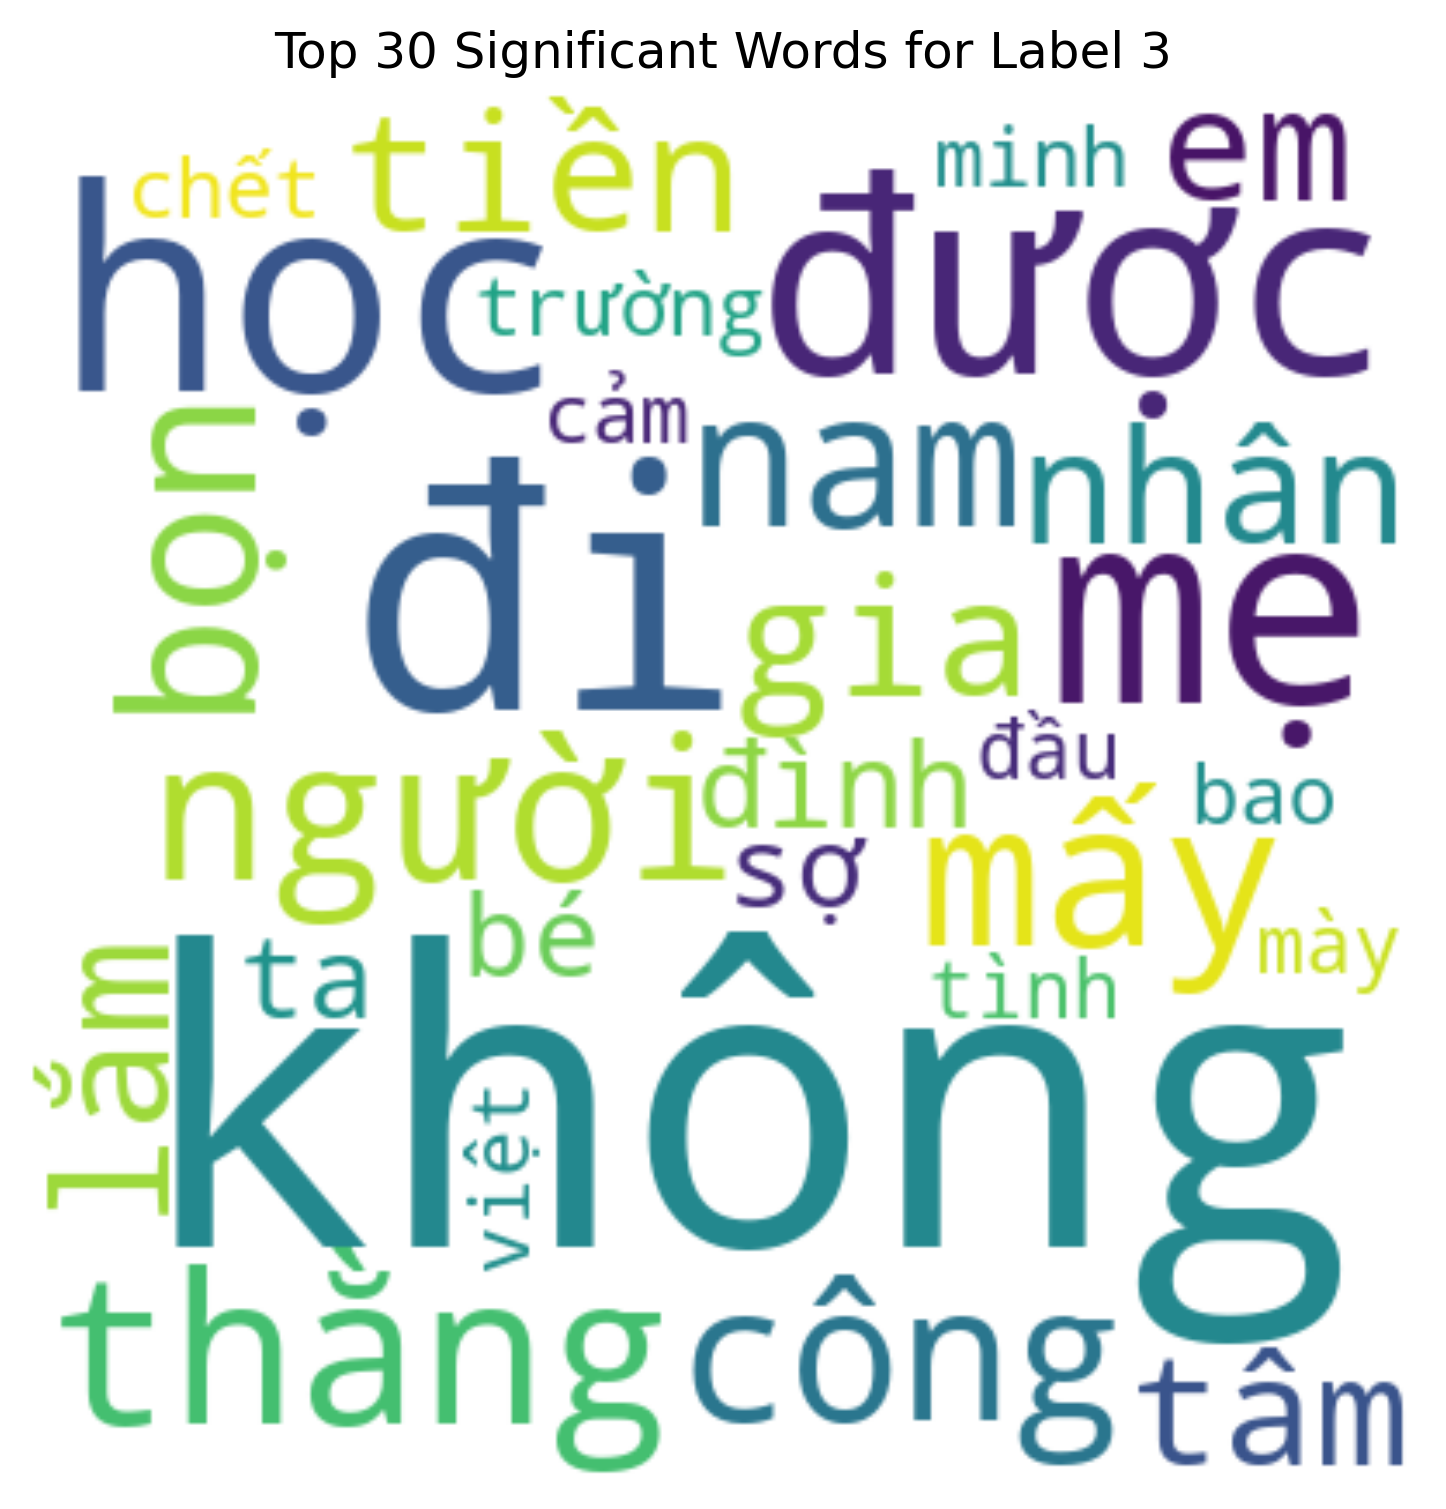 Top 30 Significant Words for Label 3
chết
tiền
minh
em
học
trường
được
cảm
bọn
đi
nam
nhân
gia
mẹ
người
đình
đầu
bao
sợ
mấy
bé
mày
ta
tình
lắm
không
việt
thằng
công
tâm